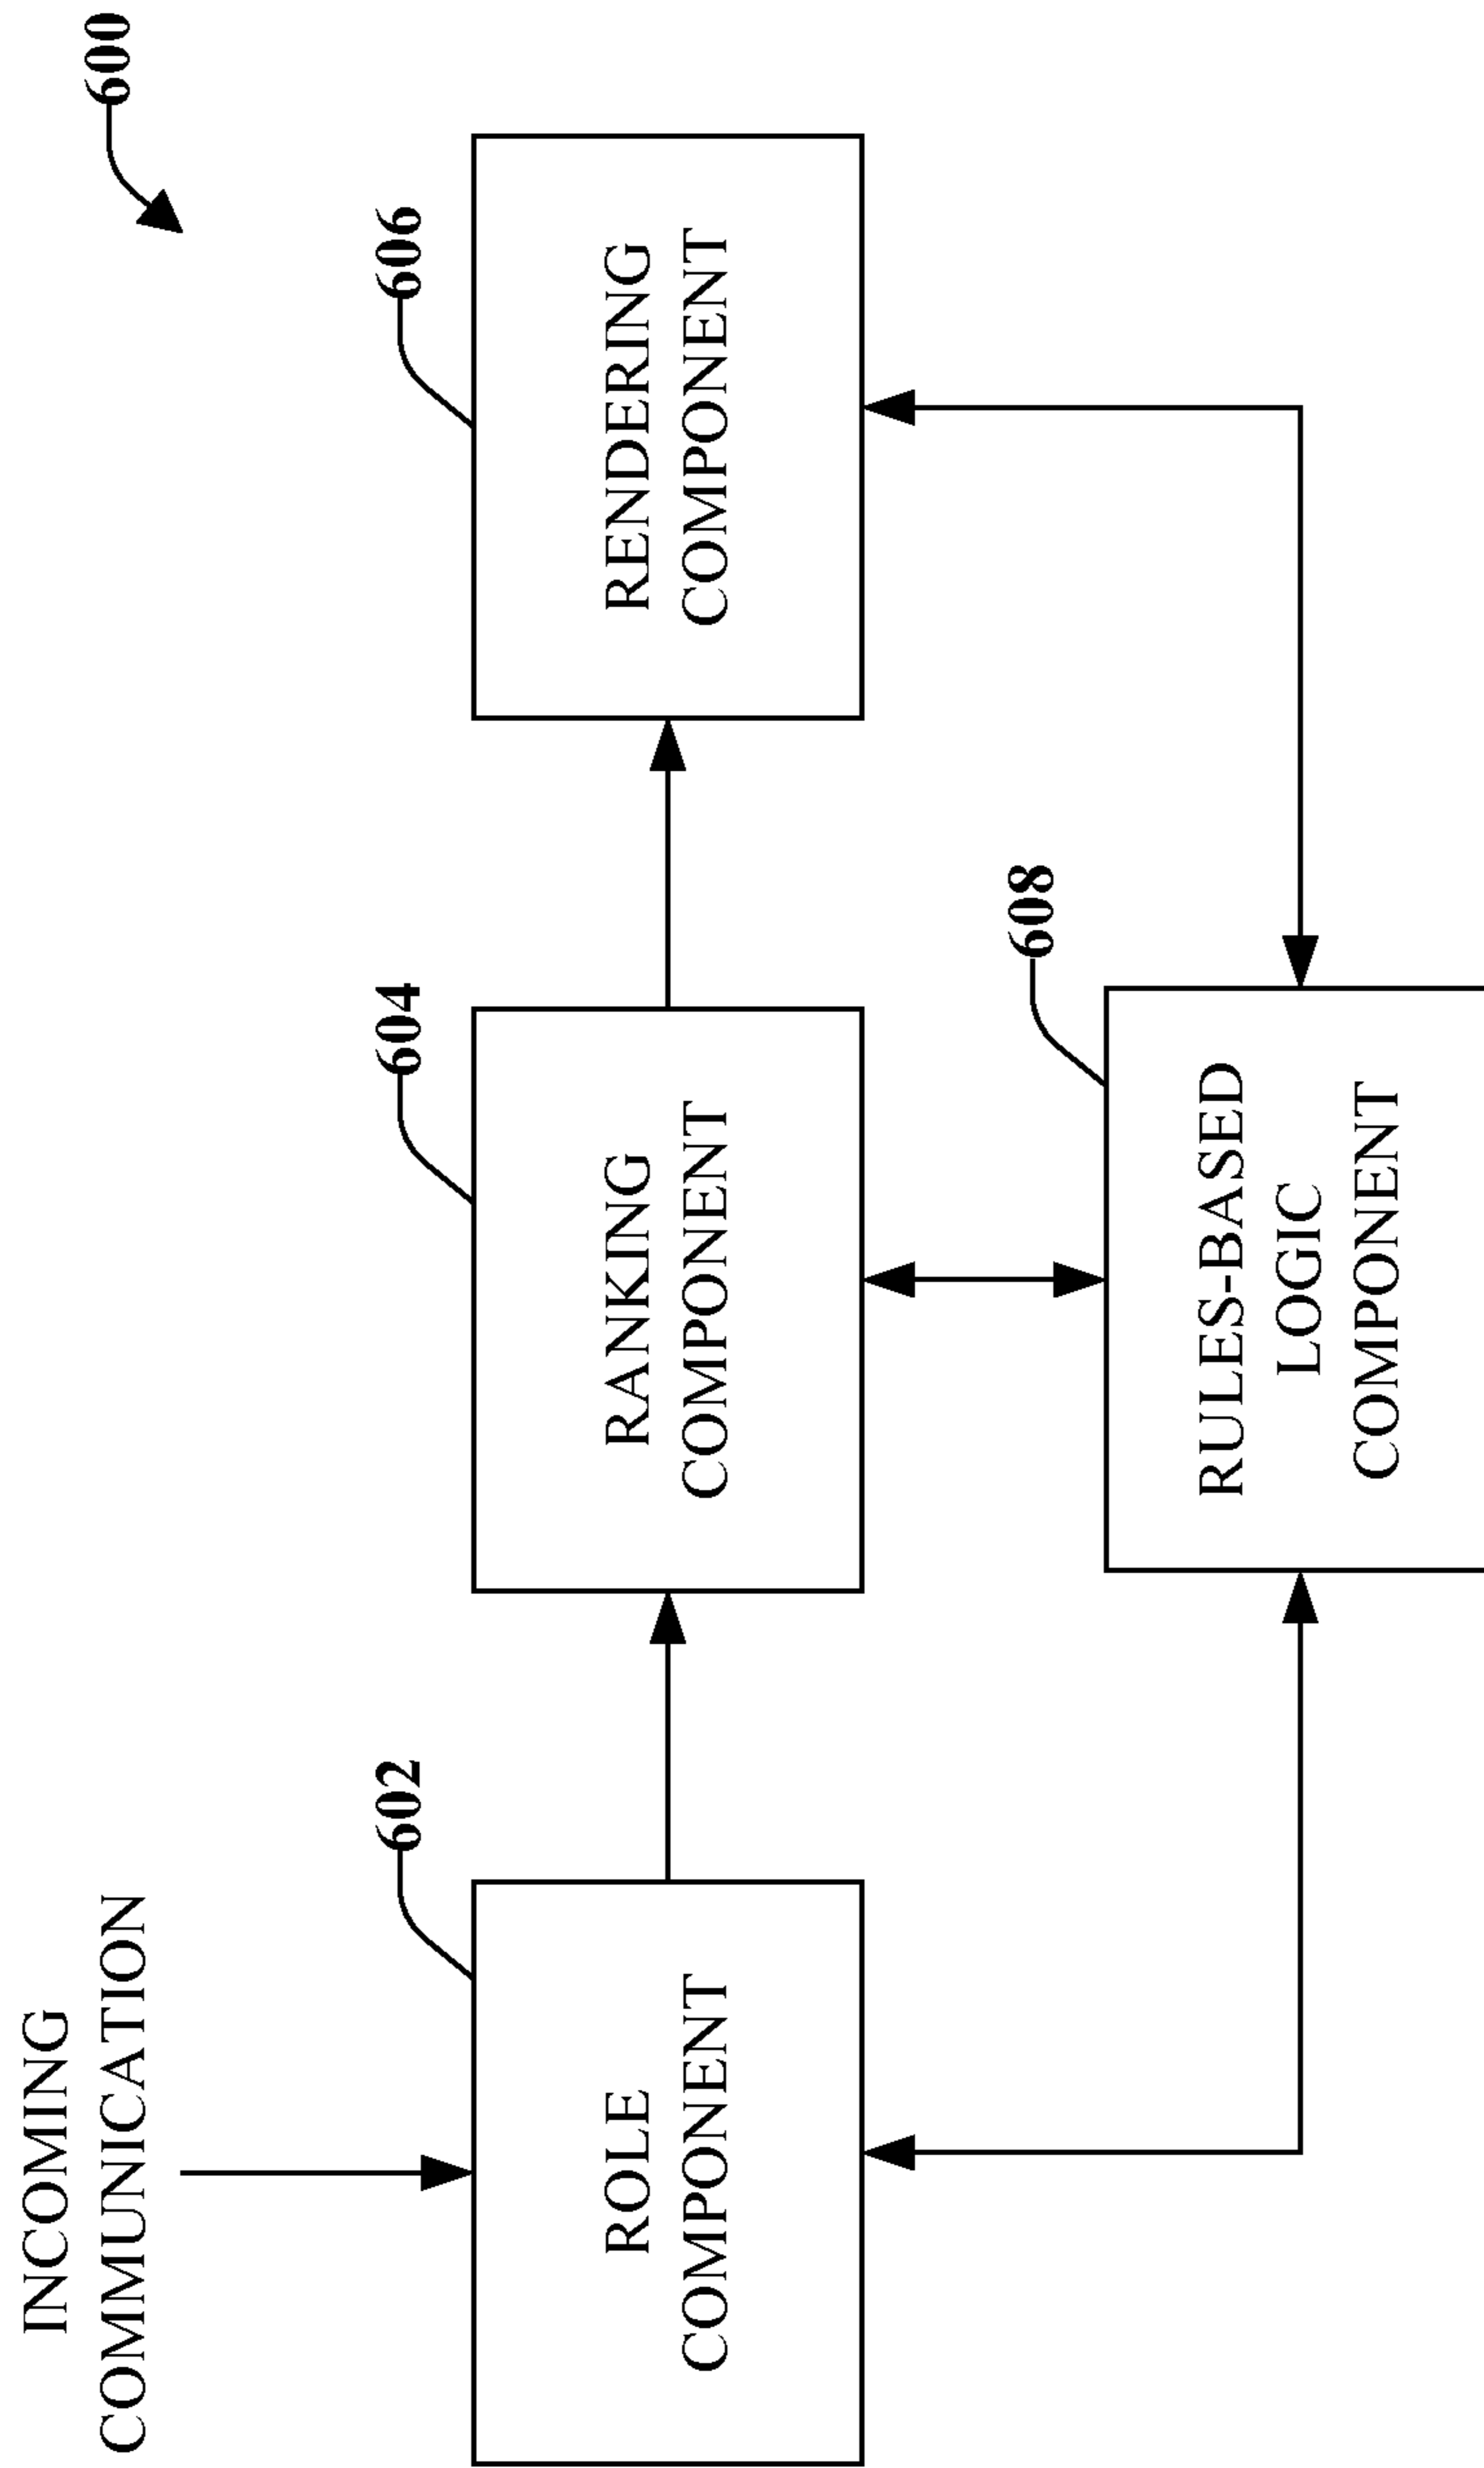 600
INCOMING
COMMUNICATION
602
604
606
ROLE
COMPONENT
RANKING
COMPONENT
RENDERING
COMPONENT
608
RULES-BASED
LOGIC
COMPONENT